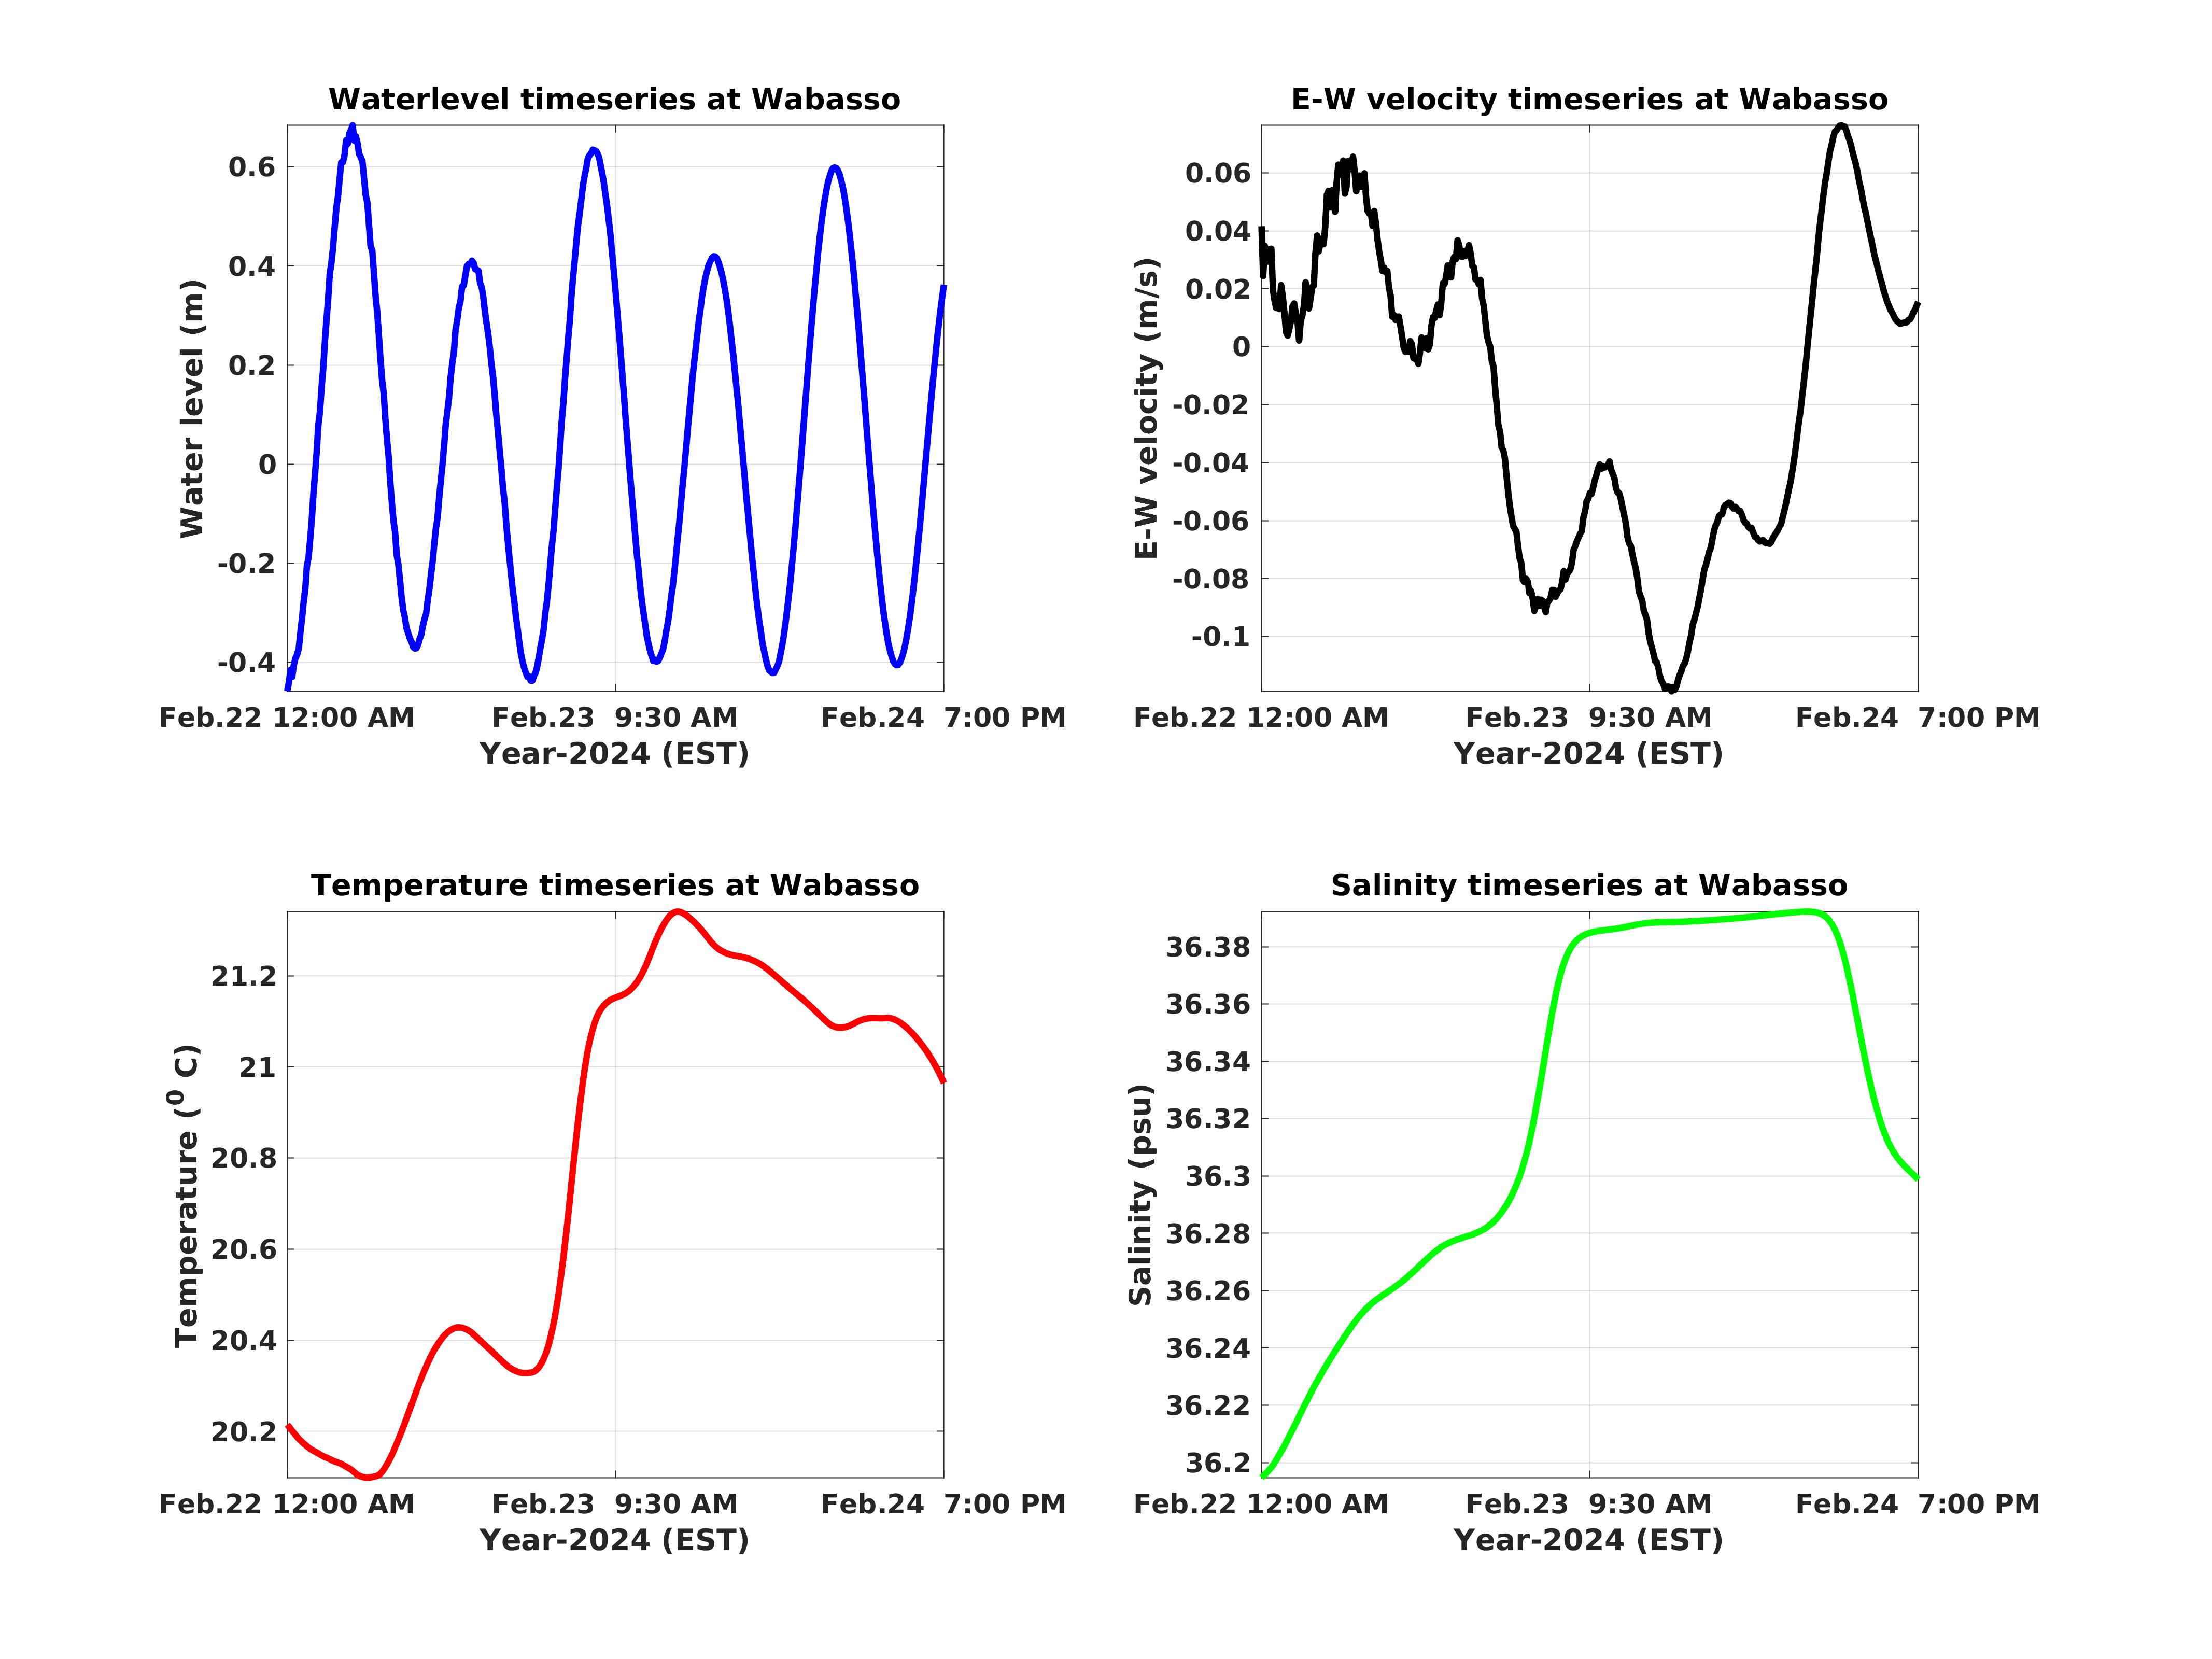 Waterlevel timeseries at Wabasso
Water level (m)
0.6
0.4
0.2
0
-0.2
-0.4
Feb.22 12:00 AM Feb.23 9:30 AM Feb.24 7:00 PM
Year-2024 (EST)
E-W velocity timeseries at Wabasso
E-W velocity (m/s)
0.06
0.04
0.02
0
-0.02
-0.04
-0.06
-0.08
-0.1
Feb.22 12:00 AM Feb.23 9:30 AM Feb.24 7:00 PM
Year-2024 (EST)
Temperature timeseries at Wabasso
Temperature (⁰ C)
21.2
21
20.8
20.6
20.4
20.2
Feb.22 12:00 AM Feb.23 9:30 AM Feb.24 7:00 PM
Year-2024 (EST)
Salinity timeseries at Wabasso
Salinity (psu)
36.38
36.36
36.34
36.32
36.3
36.28
36.26
36.24
36.22
36.2
Feb.22 12:00 AM Feb.23 9:30 AM Feb.24 7:00 PM
Year-2024 (EST)